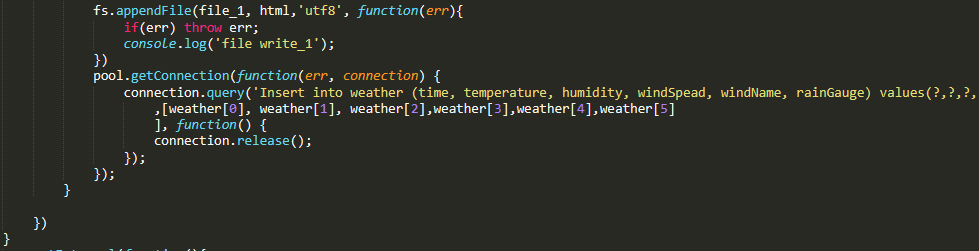 fs.appendFile(file_1, html,'utf8', function(err){
if(err) throw err;
console.log('file write_1');
})
pool.getConnection(function(err, connection) {
connection.query('Insert into weather (time, temperature, humidity, windSpead, windName, rainGauge) values(?,?,?,
,[weather[0], weather[1], weather[2],weather[3],weather[4],weather[5]
], function() {
connection.release();
});
});
}
})
}